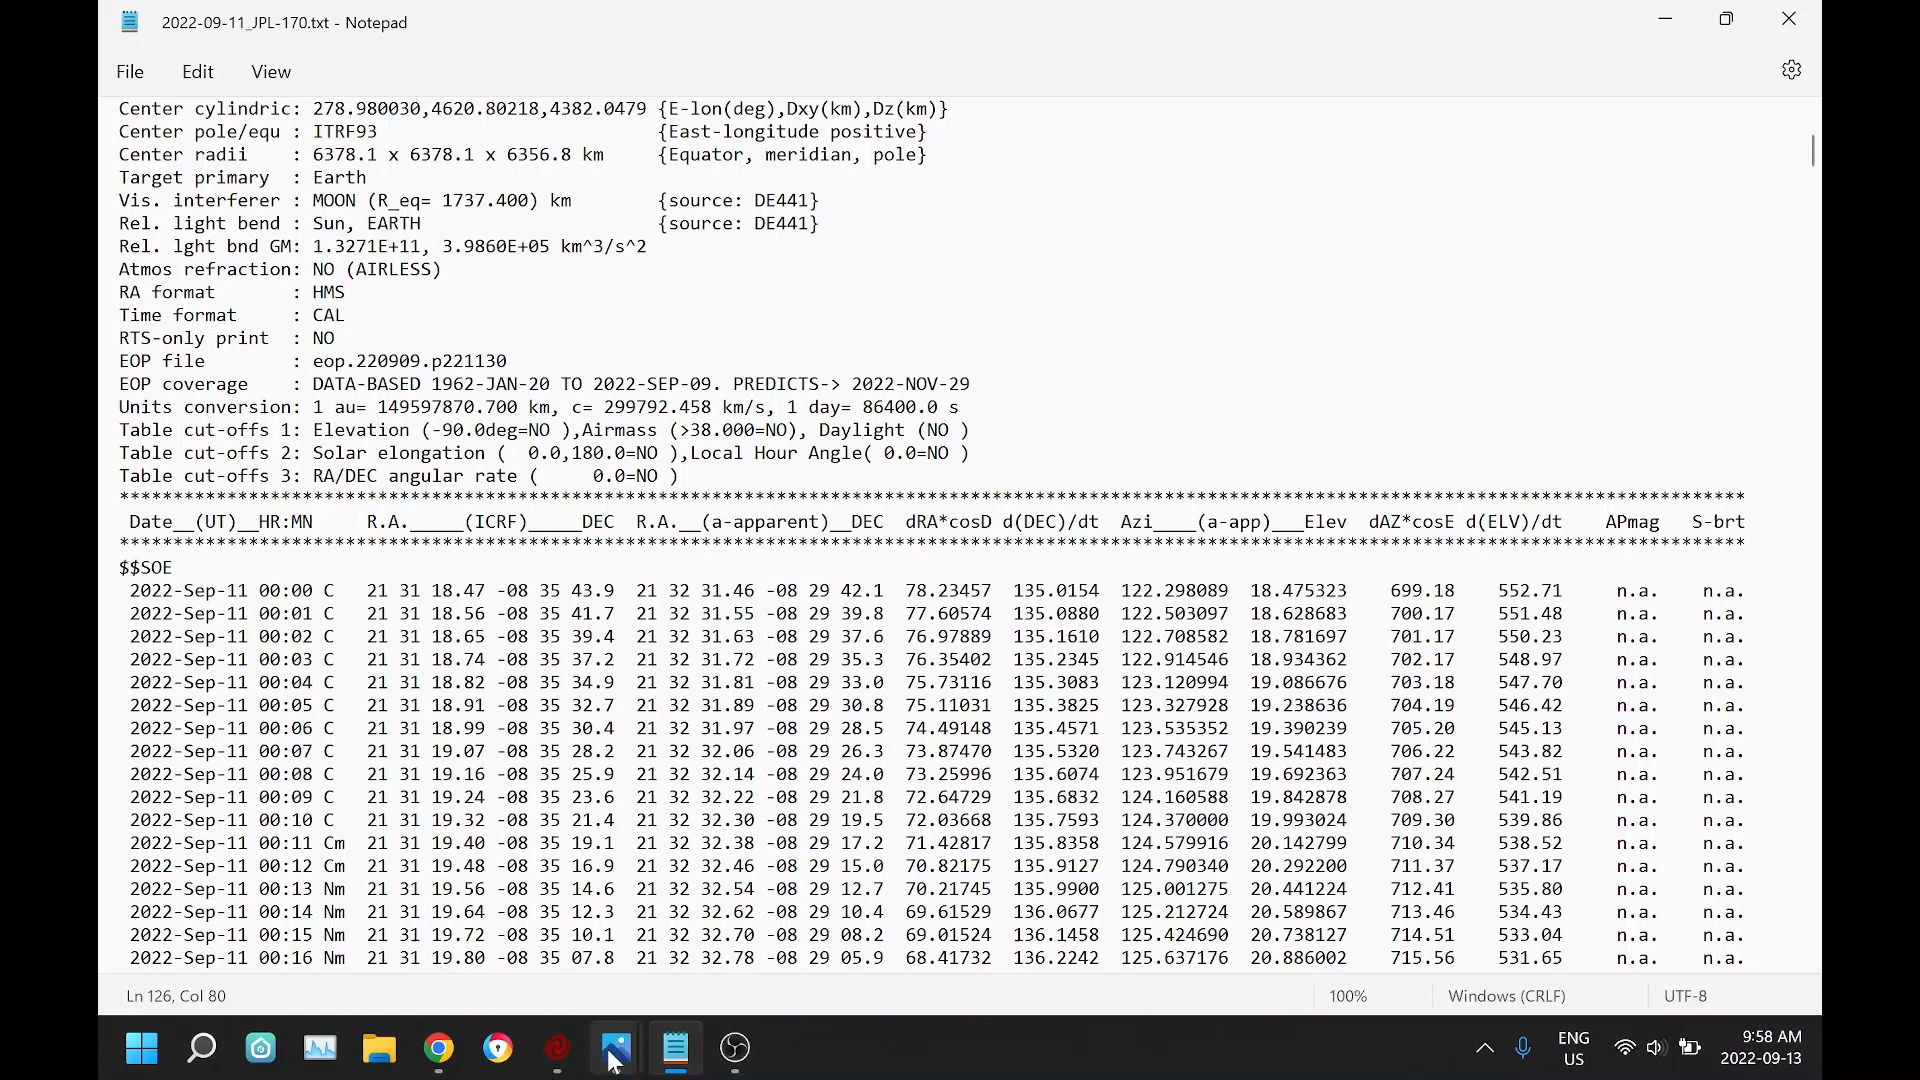 2022-09-11_JPL-170.txt - Notepad
File Edit View
Center cylindric: 278.980030,4620.80218,4382.0479 {E-lon(deg),Dxy(km),Dz(km)}
Center pole/equ : ITRF93 {East-longitude positive}
Center radii : 6378.1 x 6378.1 x 6356.8 km {Equator, meridian, pole}
Target primary : Earth
Vis. interferer : MOON (R_eq= 1737.400) km {source: DE441}
Rel. light bend : Sun, EARTH {source: DE441}
Rel. lght bnd GM: 1.3271E+11, 3.9860E+05 km^3/s^2
Atmos refraction: NO (AIRLESS)
RA format : HMS
Time format : CAL
RTS-only print : NO
EOP file : eop.220909.p221130
EOP coverage : DATA-BASED 1962-JAN-20 TO 2022-SEP-09. PREDICTS-> 2022-NOV-29
Units conversion: 1 au= 149597870.700 km, c= 299792.458 km/s, 1 day= 86400.0 s
Table cut-offs 1: Elevation (-90.0deg=NO ),Airmass (>38.000=NO), Daylight (NO )
Table cut-offs 2: Solar elongation ( 0.0,180.0=NO ),Local Hour Angle( 0.0=NO )
Table cut-offs 3: RA/DEC angular rate ( 0.0=NO )
*******************************************************************************************************************************************************
Date__(UT)__HR:MN R.A._____(ICRF)_____DEC R.A.__(a-apparent)__DEC dRA*cosD d(DEC)/dt Azi____(a-app)___Elev dAZ*cosE d(ELV)/dt APmag S-brt
*******************************************************************************************************************************************************
$$SOE
2022-Sep-11 00:00 C 21 31 18.47 -08 35 43.9 21 32 31.46 -08 29 42.1 78.23457 135.0154 122.298089 18.475323 699.18 552.71 n.a. n.a.
2022-Sep-11 00:01 C 21 31 18.56 -08 35 41.7 21 32 31.55 -08 29 39.8 77.60574 135.0880 122.503097 18.628683 700.17 551.48 n.a. n.a.
2022-Sep-11 00:02 C 21 31 18.65 -08 35 39.4 21 32 31.63 -08 29 37.6 76.97889 135.1610 122.708582 18.781697 701.17 550.23 n.a. n.a.
2022-Sep-11 00:03 C 21 31 18.74 -08 35 37.2 21 32 31.72 -08 29 35.3 76.35402 135.2345 122.914546 18.934362 702.17 548.97 n.a. n.a.
2022-Sep-11 00:04 C 21 31 18.82 -08 35 34.9 21 32 31.81 -08 29 33.0 75.73116 135.3083 123.120994 19.086676 703.18 547.70 n.a. n.a.
2022-Sep-11 00:05 C 21 31 18.91 -08 35 32.7 21 32 31.89 -08 29 30.8 75.11031 135.3825 123.327928 19.238636 704.19 546.42 n.a. n.a.
2022-Sep-11 00:06 C 21 31 18.99 -08 35 30.4 21 32 31.97 -08 29 28.5 74.49148 135.4571 123.535352 19.390239 705.20 545.13 n.a. n.a.
2022-Sep-11 00:07 C 21 31 19.07 -08 35 28.2 21 32 32.06 -08 29 26.3 73.87470 135.5320 123.743267 19.541483 706.22 543.82 n.a. n.a.
2022-Sep-11 00:08 C 21 31 19.16 -08 35 25.9 21 32 32.14 -08 29 24.0 73.25996 135.6074 123.951679 19.692363 707.24 542.51 n.a. n.a.
2022-Sep-11 00:09 C 21 31 19.24 -08 35 23.6 21 32 32.22 -08 29 21.8 72.64729 135.6832 124.160588 19.842878 708.27 541.19 n.a. n.a.
2022-Sep-11 00:10 C 21 31 19.32 -08 35 21.4 21 32 32.30 -08 29 19.5 72.03668 135.7593 124.370000 19.993024 709.30 539.86 n.a. n.a.
2022-Sep-11 00:11 Cm 21 31 19.40 -08 35 19.1 21 32 32.38 -08 29 17.2 71.42817 135.8358 124.579916 20.142799 710.34 538.52 n.a. n.a.
2022-Sep-11 00:12 Cm 21 31 19.48 -08 35 16.9 21 32 32.46 -08 29 15.0 70.82175 135.9127 124.790340 20.292200 711.37 537.17 n.a. n.a.
2022-Sep-11 00:13 Nm 21 31 19.56 -08 35 14.6 21 32 32.54 -08 29 12.7 70.21745 135.9900 125.001275 20.441224 712.41 535.80 n.a. n.a.
2022-Sep-11 00:14 Nm 21 31 19.64 -08 35 12.3 21 32 32.62 -08 29 10.4 69.61529 136.0677 125.212724 20.589867 713.46 534.43 n.a. n.a.
2022-Sep-11 00:15 Nm 21 31 19.72 -08 35 10.1 21 32 32.70 -08 29 08.2 69.01524 136.1458 125.424690 20.738127 714.51 533.04 n.a. n.a.
2022-Sep-11 00:16 Nm 21 31 19.80 -08 35 07.8 21 32 32.78 -08 29 05.9 68.41732 136.2242 125.637176 20.886002 715.56 531.65 n.a. n.a.
Ln 126, Col 80 100% Windows (CRLF) UTF-8
ENG 9:58 AM
US 2022-09-13